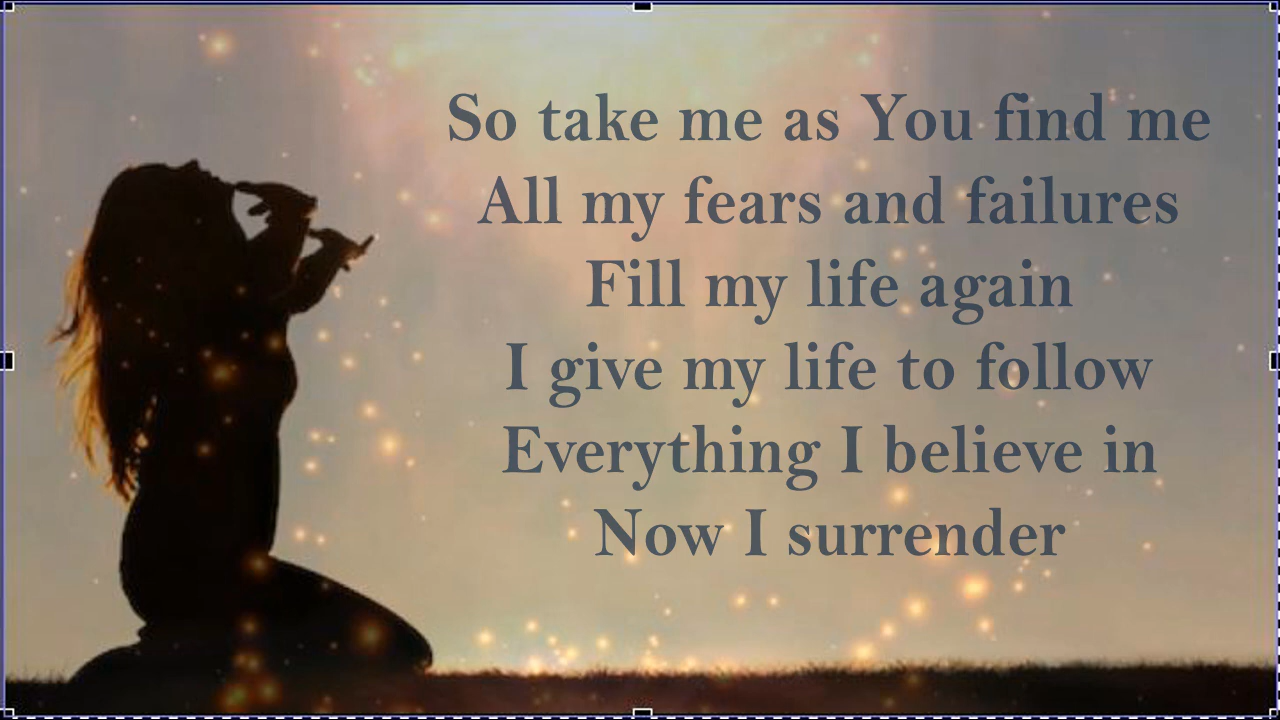 So take me as You find me
All my fears and failures
Fill my life again
I give my life to follow
Everything I believe in
Now I surrender